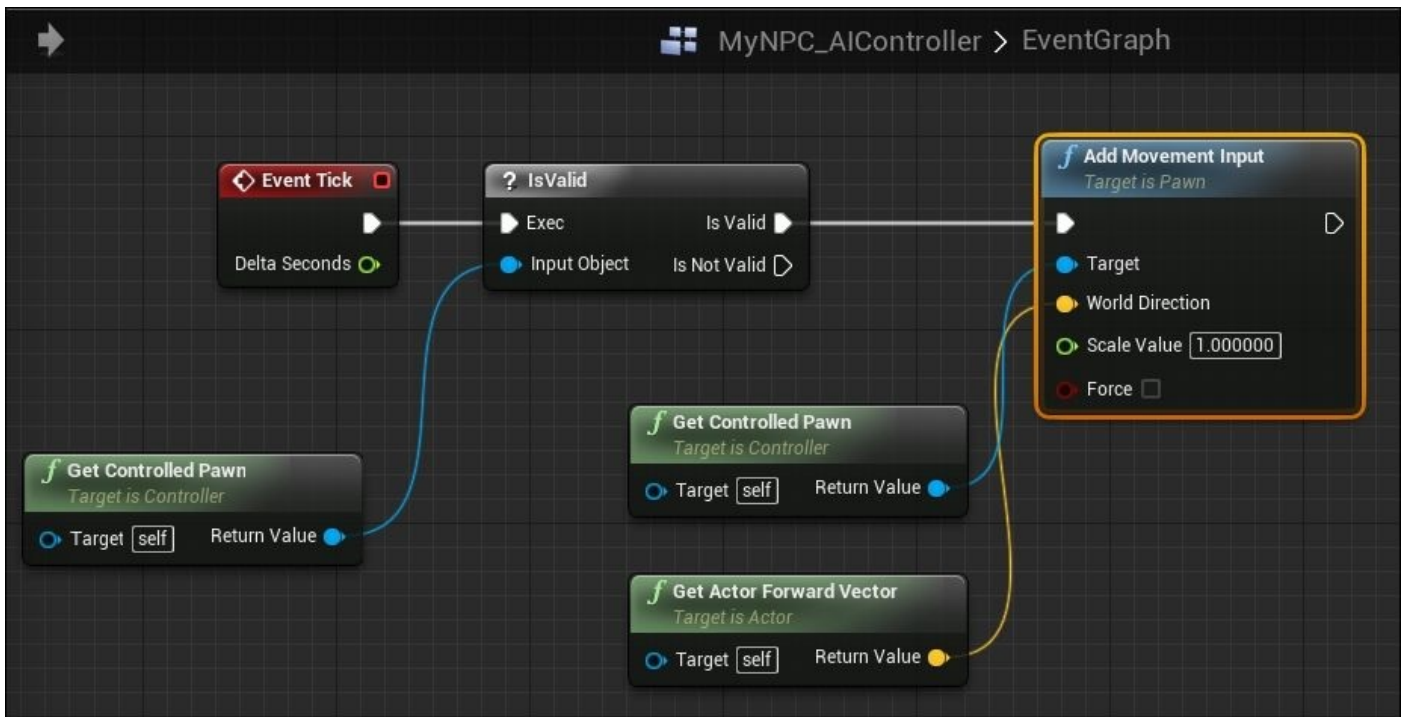 MyNPC_AIController > EventGraph
Event Tick
Delta Seconds
? IsValid
Exec
Is Valid
Input Object
Is Not Valid
f Add Movement Input
Target is Pawn
Target
World Direction
Scale Value 1.000000
Force
f Get Controlled Pawn
Target is Controller
Target self
Return Value
f Get Controlled Pawn
Target is Controller
Target self
Return Value
f Get Actor Forward Vector
Target is Actor
Target self
Return Value